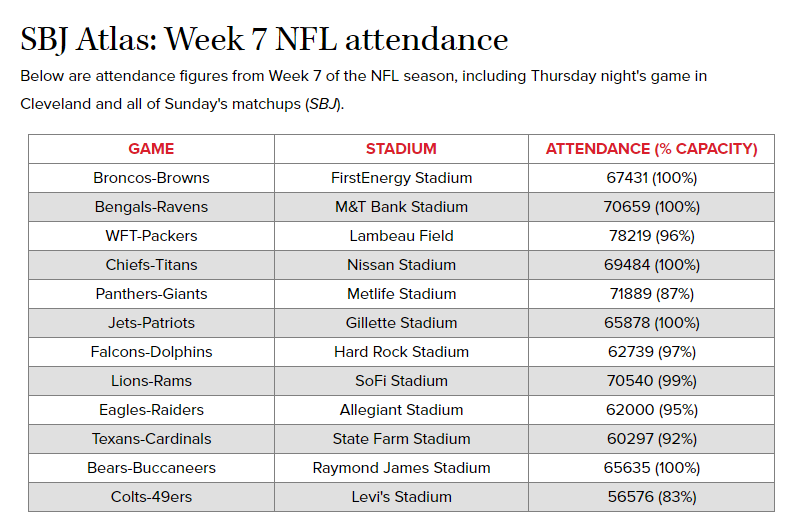 SBJ Atlas: Week 7 NFL attendance
Below are attendance figures from Week 7 of the NFL season, including Thursday night's game in
Cleveland and all of Sunday's matchups (SBJ).
GAME STADIUM ATTENDANCE (% CAPACITY)
Broncos-Browns FirstEnergy Stadium 67431 (100%)
Bengals-Ravens M&T Bank Stadium 70659 (100%)
WFT-Packers Lambeau Field 78219 (96%)
Chiefs-Titans Nissan Stadium 69484 (100%)
Panthers-Giants Metlife Stadium 71889 (87%)
Jets-Patriots Gillette Stadium 65878 (100%)
Falcons-Dolphins Hard Rock Stadium 62739 (97%)
Lions-Rams SoFi Stadium 70540 (99%)
Eagles-Raiders Allegiant Stadium 62000 (95%)
Texans-Cardinals State Farm Stadium 60297 (92%)
Bears-Buccaneers Raymond James Stadium 65635 (100%)
Colts-49ers Levi's Stadium 56576 (83%)